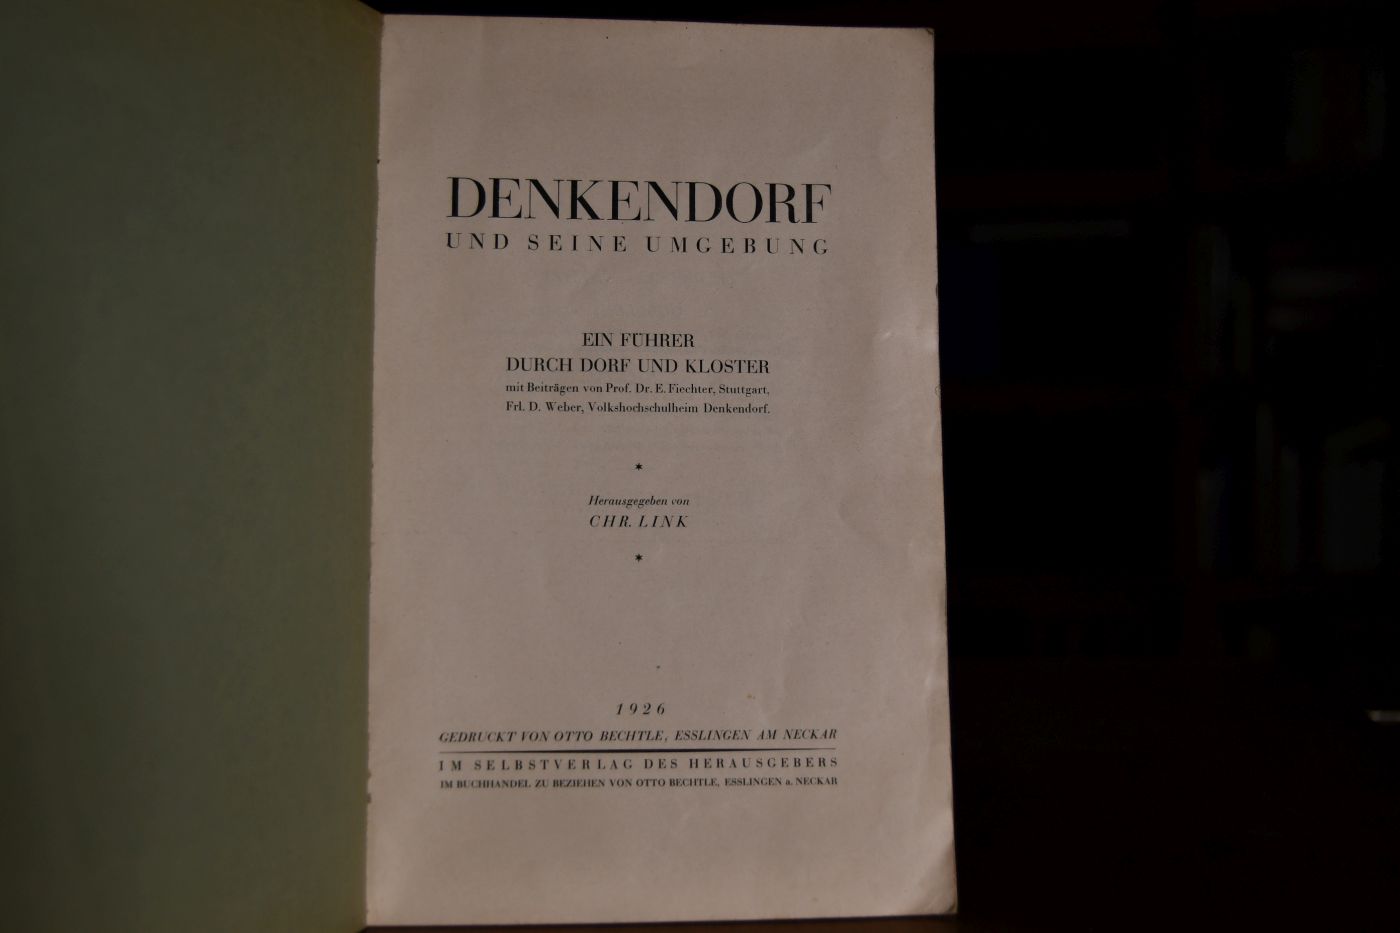 DENKENDORF
UND SEINE UMGEBUNG
EIN FÜHRER
DURCH DORF UND KLOSTER
mit Beiträgen von Prof. Dr. E. Fiechter, Stuttgart,
Frl. D. Weber, Volkshochschulheim Denkendorf.
*
Herausgegeben von
CHR. LINK
*
1926
GEDRUCKT VON OTTO BECHTLE, ESSLINGEN AM NECKAR
IM SELBSTVERLAG DES HERAUSGEBERS
IM BUCHHANDEL ZU BEZIEHEN VON OTTO BECHTLE, ESSLINGEN a. NECKAR